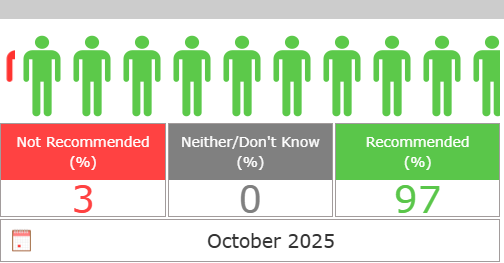 Not Recommended
(%)
Neither/Don't Know
(%)
Recommended
(%)
3
0
97
October 2025